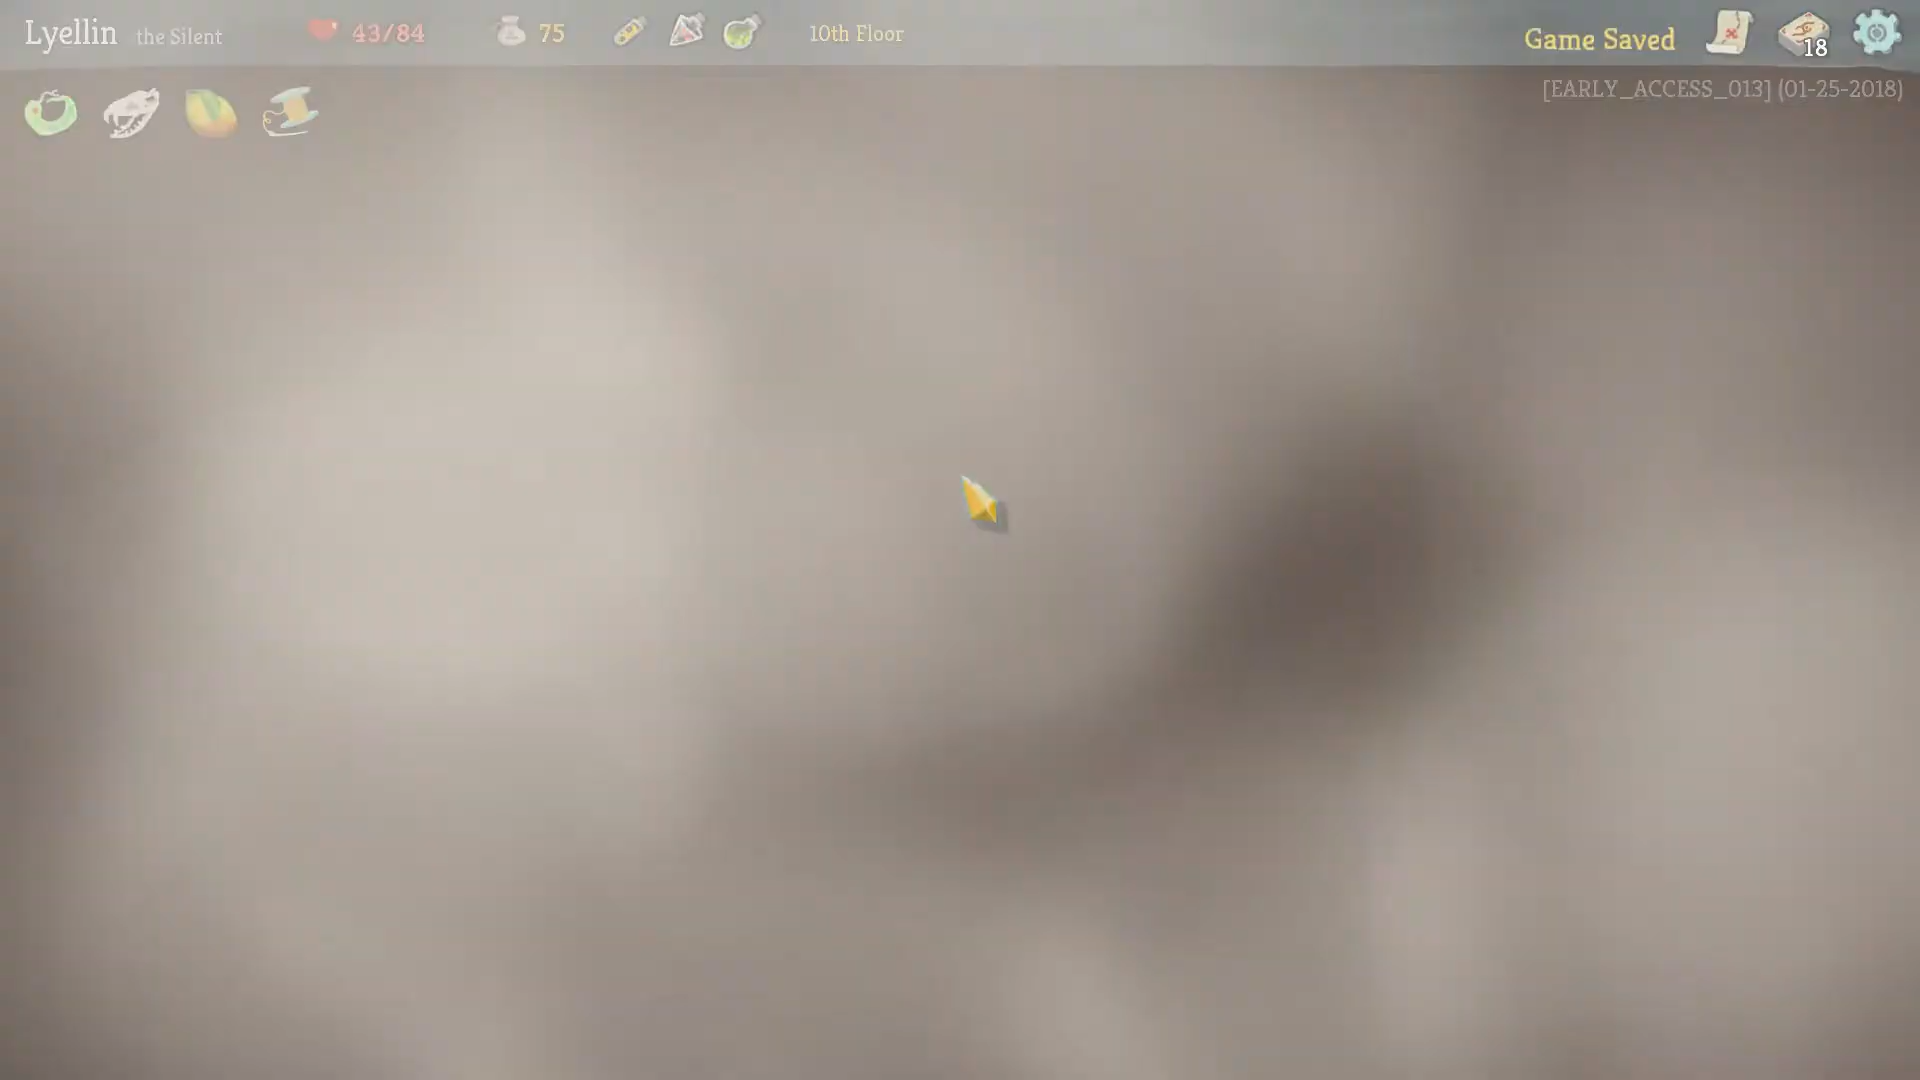 Lyellin the Silent 43/84 75 10th Floor Game Saved 18
[EARLY_ACCESS_013] (01-25-2018)